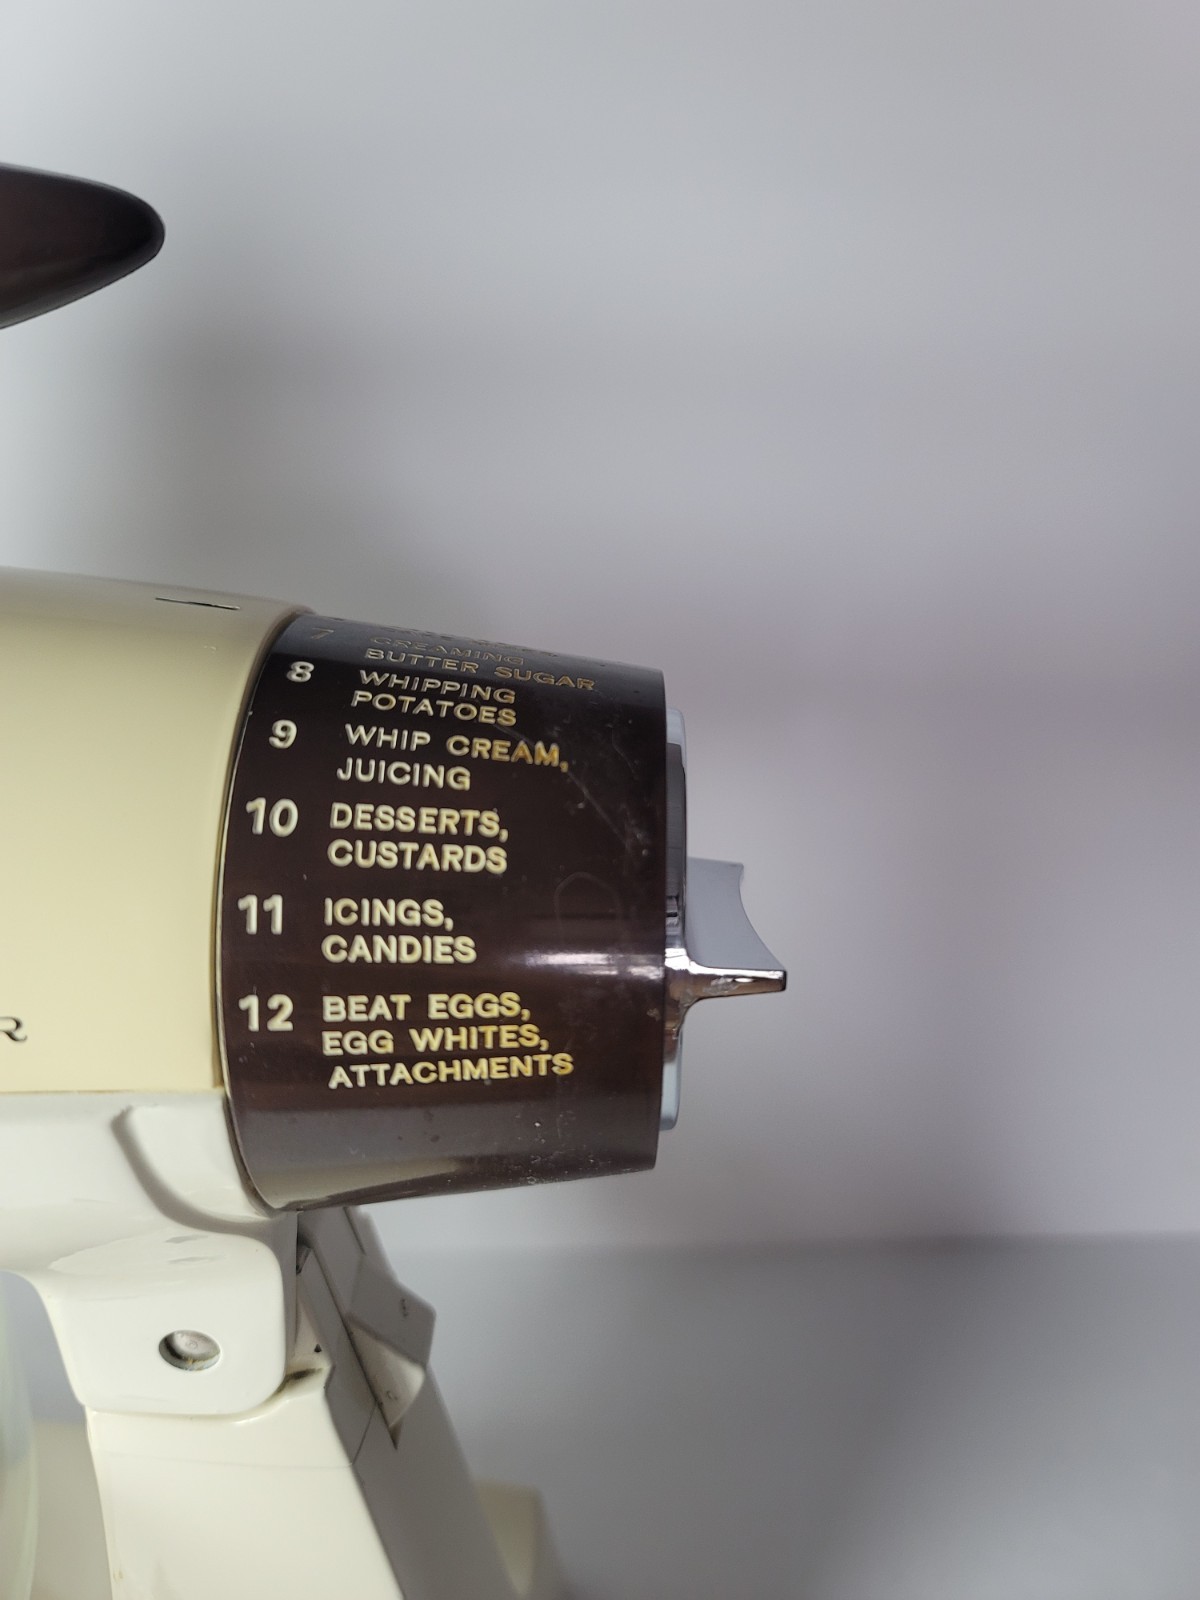 7 CREAMING
BUTTER SUGAR
8 WHIPPING
POTATOES
9 WHIP CREAM,
JUICING
10 DESSERTS,
CUSTARDS
11 ICINGS,
CANDIES
12 BEAT EGGS,
EGG WHITES,
ATTACHMENTS
R